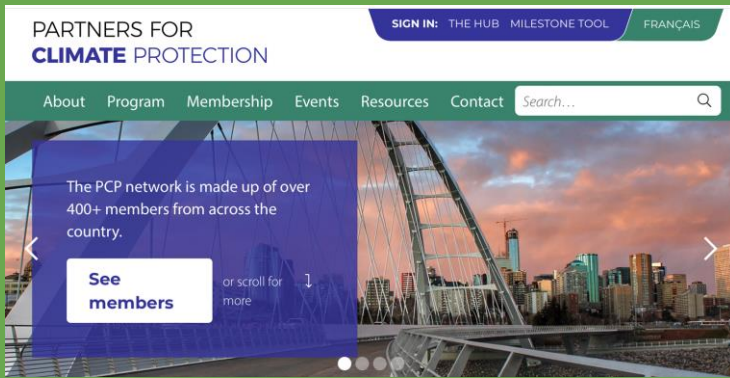 PARTNERS FOR
CLIMATE PROTECTION
SIGN IN: THE HUB MILESTONE TOOL FRANÇAIS
About Program Membership Events Resources Contact Search...
The PCP network is made up of over
400+ members from across the
country.
See
members
or scroll for
more